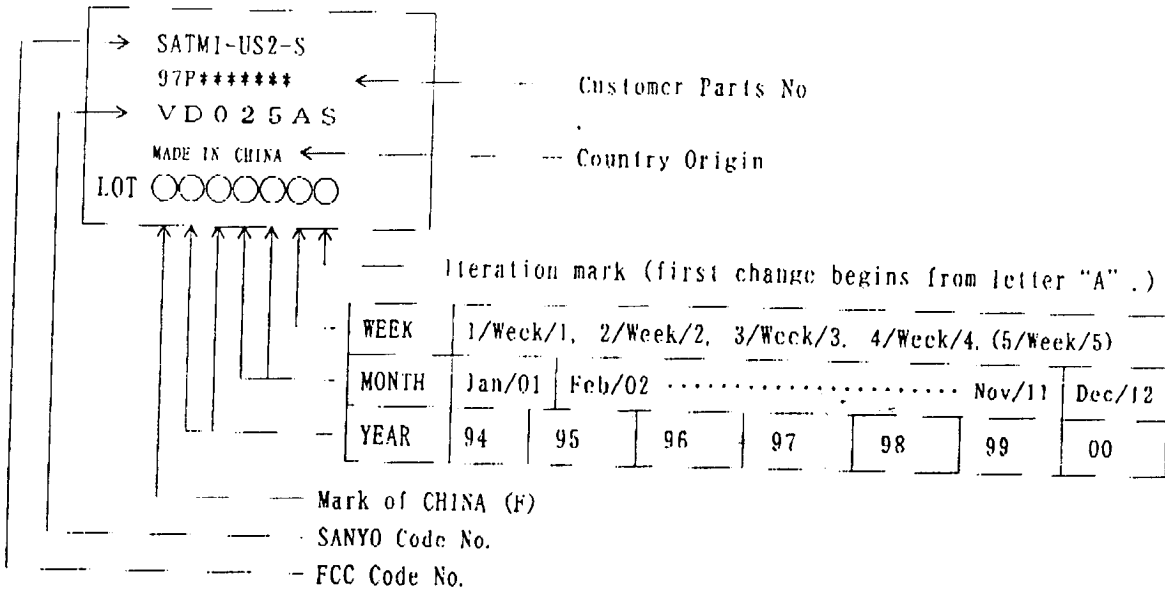 SATM1-US2-S
97P*******
Customer Parts No
VD025AS
MADE IN CHINA
Country Origin
LOT ○○○○○○○
Iteration mark (first change begins from letter "A".)
WEEK 1/Week/1, 2/Week/2, 3/Week/3, 4/Week/4, (5/Week/5)
MONTH Jan/01 Feb/02 ······················ Nov/11 Dec/12
YEAR 94 95 96 97 98 99 00
Mark of CHINA (F)
SANYO Code No.
FCC Code No.